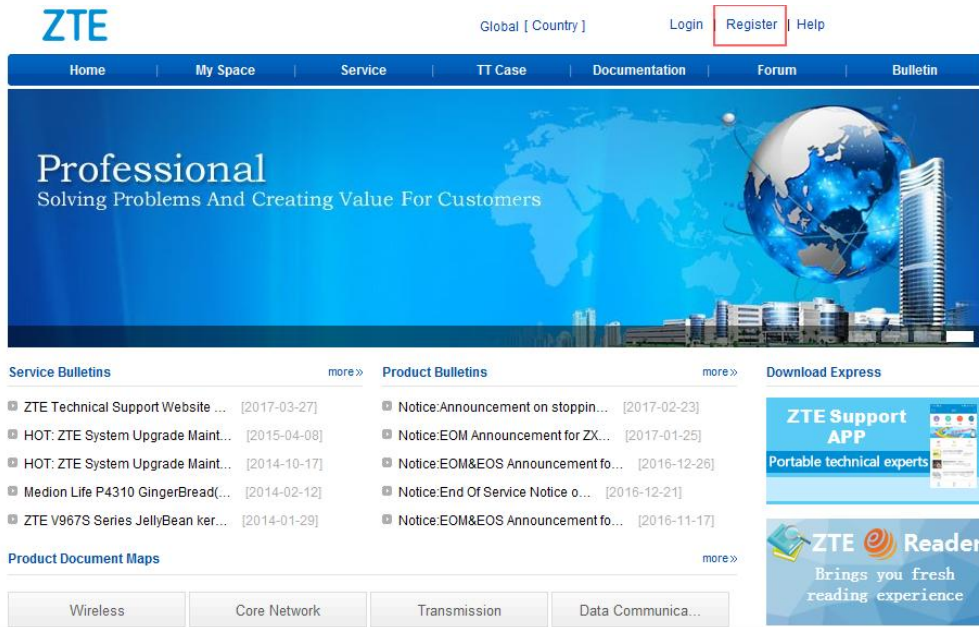 ZTE
Global [ Country ] Login | Register | Help
Home | My Space | Service | TT Case | Documentation | Forum | Bulletin
Professional
Solving Problems And Creating Value For Customers
Service Bulletins more»
ZTE Technical Support Website ... [2017-03-27]
HOT: ZTE System Upgrade Maint... [2015-04-08]
HOT: ZTE System Upgrade Maint... [2014-10-17]
Medion Life P4310 GingerBread(... [2014-02-12]
ZTE V967S Series JellyBean ker... [2014-01-29]
Product Bulletins more»
Notice:Announcement on stoppin... [2017-02-23]
Notice:EOM Announcement for ZX... [2017-01-25]
Notice:EOM&EOS Announcement fo... [2016-12-26]
Notice:End Of Service Notice o... [2016-12-21]
Notice:EOM&EOS Announcement fo... [2016-11-17]
Download Express
ZTE Support
APP
Portable technical experts
ZTE Reader
Brings you fresh
reading experience
Product Document Maps more»
Wireless Core Network Transmission Data Communica...